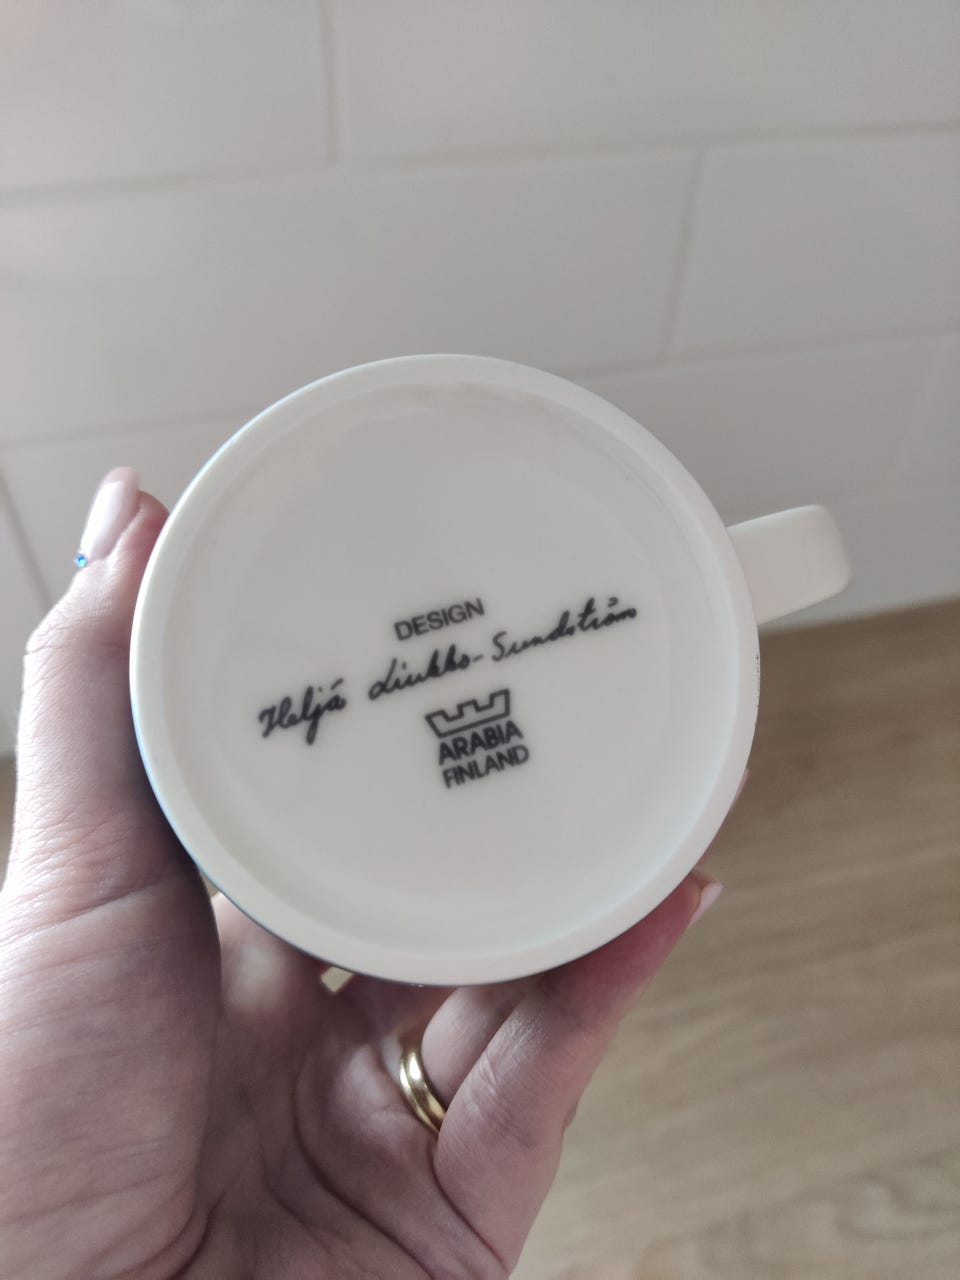 DESIGN
Heljä Liukko-Sundström
ARABIA
FINLAND